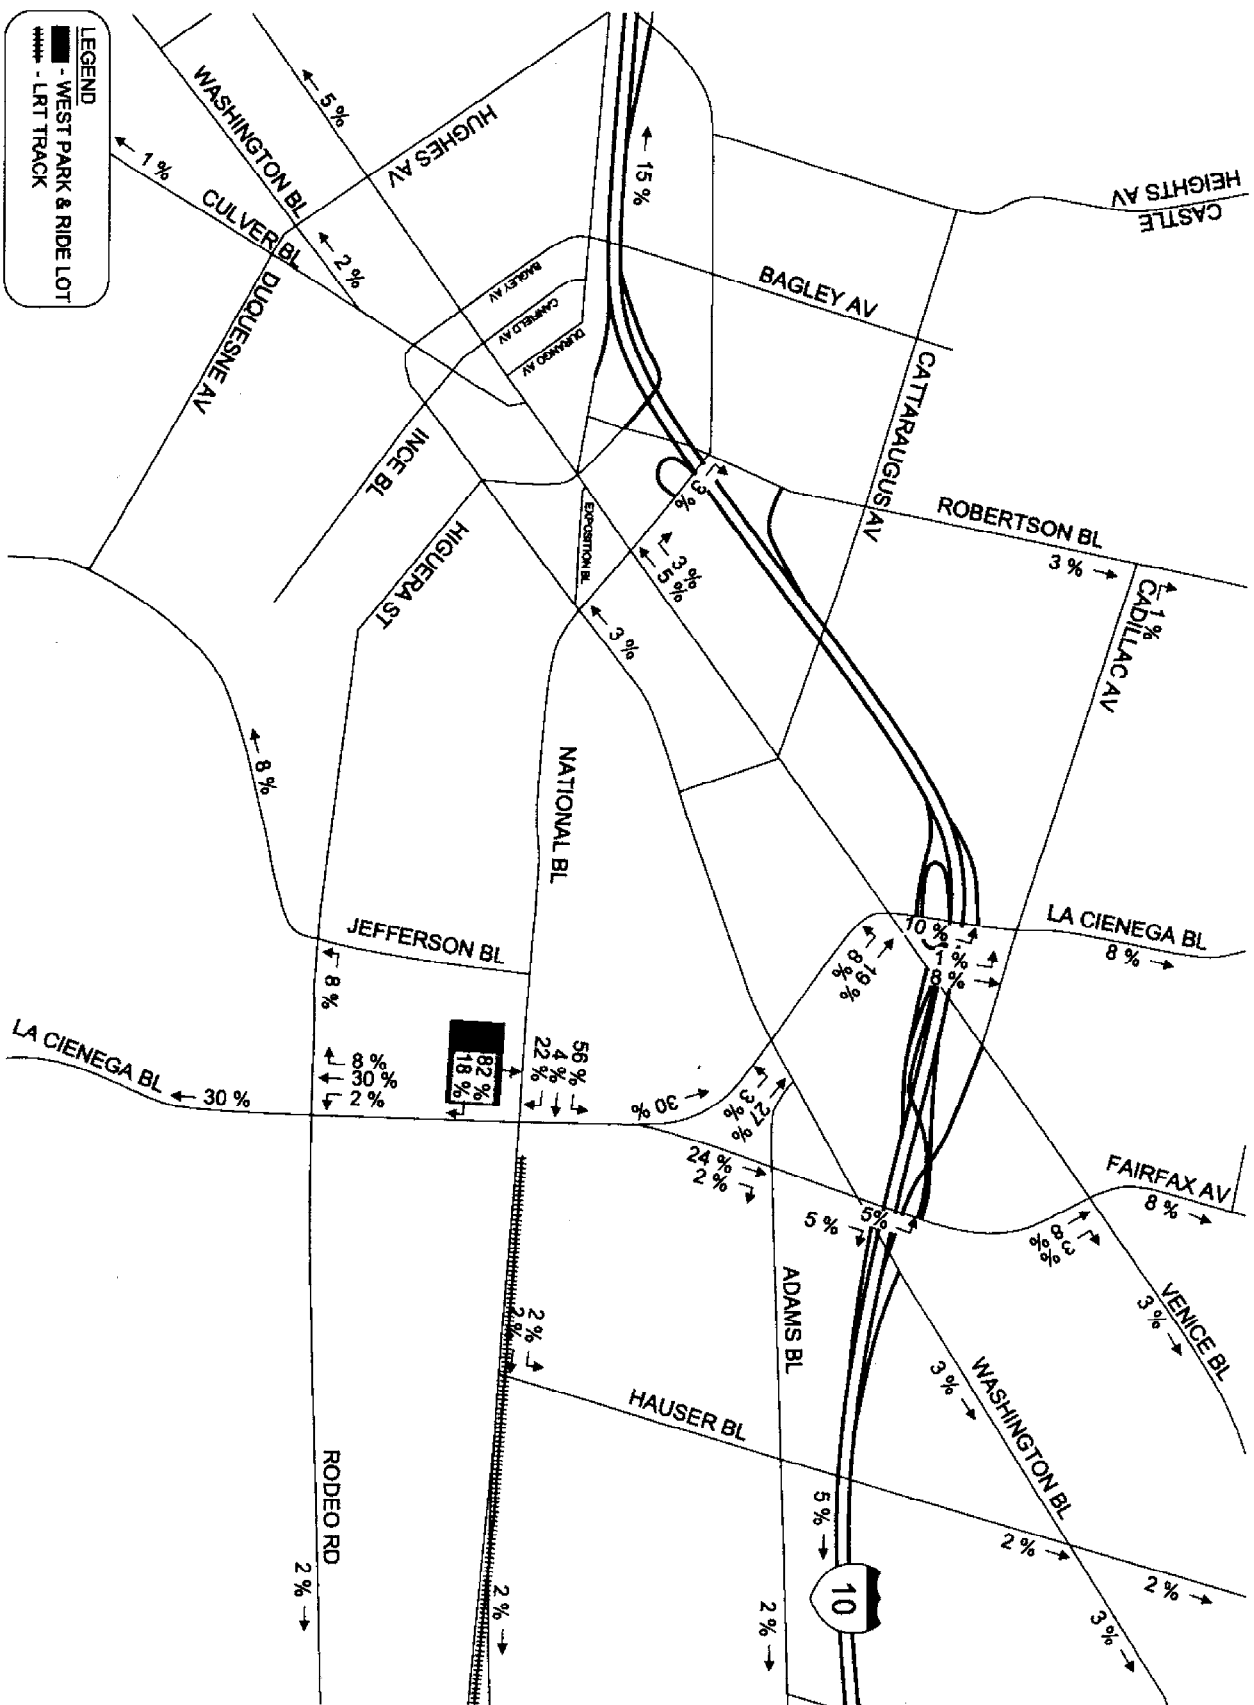 LEGEND
- WEST PARK & RIDE LOT
- LRT TRACK
5 %
WASHINGTON BL
1 %
CULVER BL
2 %
HUGHES AV
15 %
CASTLE
HEIGHTS AV
BAGLEY AV
BAGLEY AV
CANFIELD AV
DURANGO AV
DUQUESNE AV
INCE BL
HIGUERA ST
EXPOSITION BL
CATTARAUGUS AV
ROBERTSON BL
3 %
1 %
CADILLAC AV
3 %
3 %
5 %
3 %
8 %
NATIONAL BL
JEFFERSON BL
8 %
LA CIENEGA BL
8 %
10 %
1 %
8 %
8 %
19 %
LA CIENEGA BL
30 %
8 %
30 %
2 %
82 %
18 %
56 %
4 %
22 %
30 %
27 %
3 %
24 %
2 %
5 %
5%
FAIRFAX AV
8 %
3 %
8 %
VENICE BL
3 %
WASHINGTON BL
3 %
3 %
ADAMS BL
2 %
2 %
2 %
HAUSER BL
2 %
2 %
5 %
10
RODEO RD
2 %
2 %